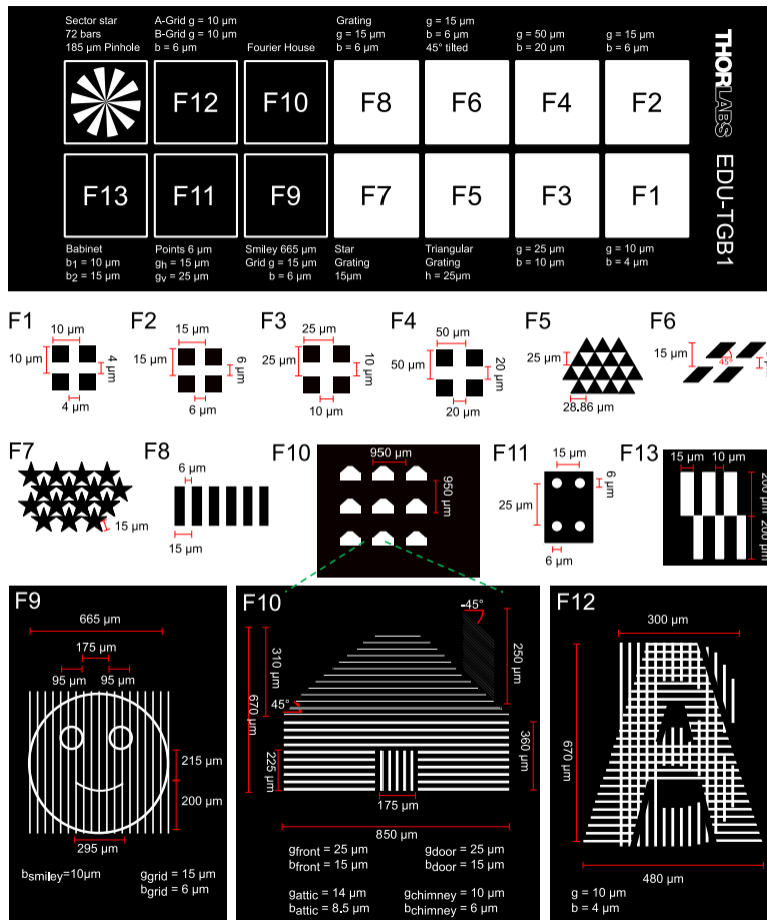 Sector star
72 bars
185 µm Pinhole
A-Grid g = 10 µm
B-Grid g = 10 µm
b = 6 µm
Fourier House
Grating
g = 15 µm
b = 6 µm
g = 15 µm
b = 6 µm
45° tilted
g = 50 µm
b = 20 µm
g = 15 µm
b = 6 µm
THORLABS EDU-TGB1
F12
F10
F8
F6
F4
F2
F13
F11
F9
F7
F5
F3
F1
Babinet
b1 = 10 µm
b2 = 15 µm
Points 6 µm
gh = 15 µm
gv = 25 µm
Smiley 665 µm
Grid g = 15 µm
b = 6 µm
Star
Grating
15µm
Triangular
Grating
h = 25µm
g = 25 µm
b = 10 µm
g = 10 µm
b = 4 µm
F1
10 µm
10 µm
4 µm
4 µm
F2
15 µm
15 µm
6 µm
6 µm
F3
25 µm
25 µm
10 µm
10 µm
F4
50 µm
50 µm
20 µm
20 µm
F5
25 µm
28.86 µm
F6
15 µm
45°
F7
15 µm
F8
6 µm
15 µm
F10
950 µm
950 µm
F11
15 µm
6 µm
25 µm
6 µm
F13
15 µm 10 µm
200 µm
200 µm
F9
665 µm
175 µm
95 µm
95 µm
215 µm
200 µm
295 µm
bsmiley=10µm
ggrid = 15 µm
bgrid = 6 µm
F10
-45°
310 µm
250 µm
670 µm
45°
360 µm
225 µm
175 µm
850 µm
gfront = 25 µm
bfront = 15 µm
gdoor = 25 µm
bdoor = 15 µm
gattic = 14 µm
battic = 8,5 µm
gchimney = 10 µm
bchimney = 6 µm
F12
300 µm
670 µm
480 µm
g = 10 µm
b = 4 µm